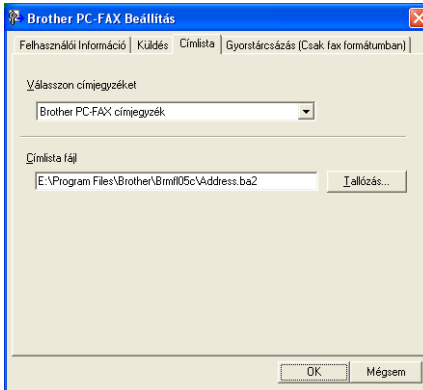 Brother PC-FAX Beállítás
Felhasználói Információ Küldés Címlista Gyorstárcsázás (Csak fax formátumban)
Válasszon címjegyzéket
Brother PC-FAX címjegyzék
Címlista fájl
E:\Program Files\Brother\Brmfl05c\Address.ba2 Tallózás...
OK Mégsem